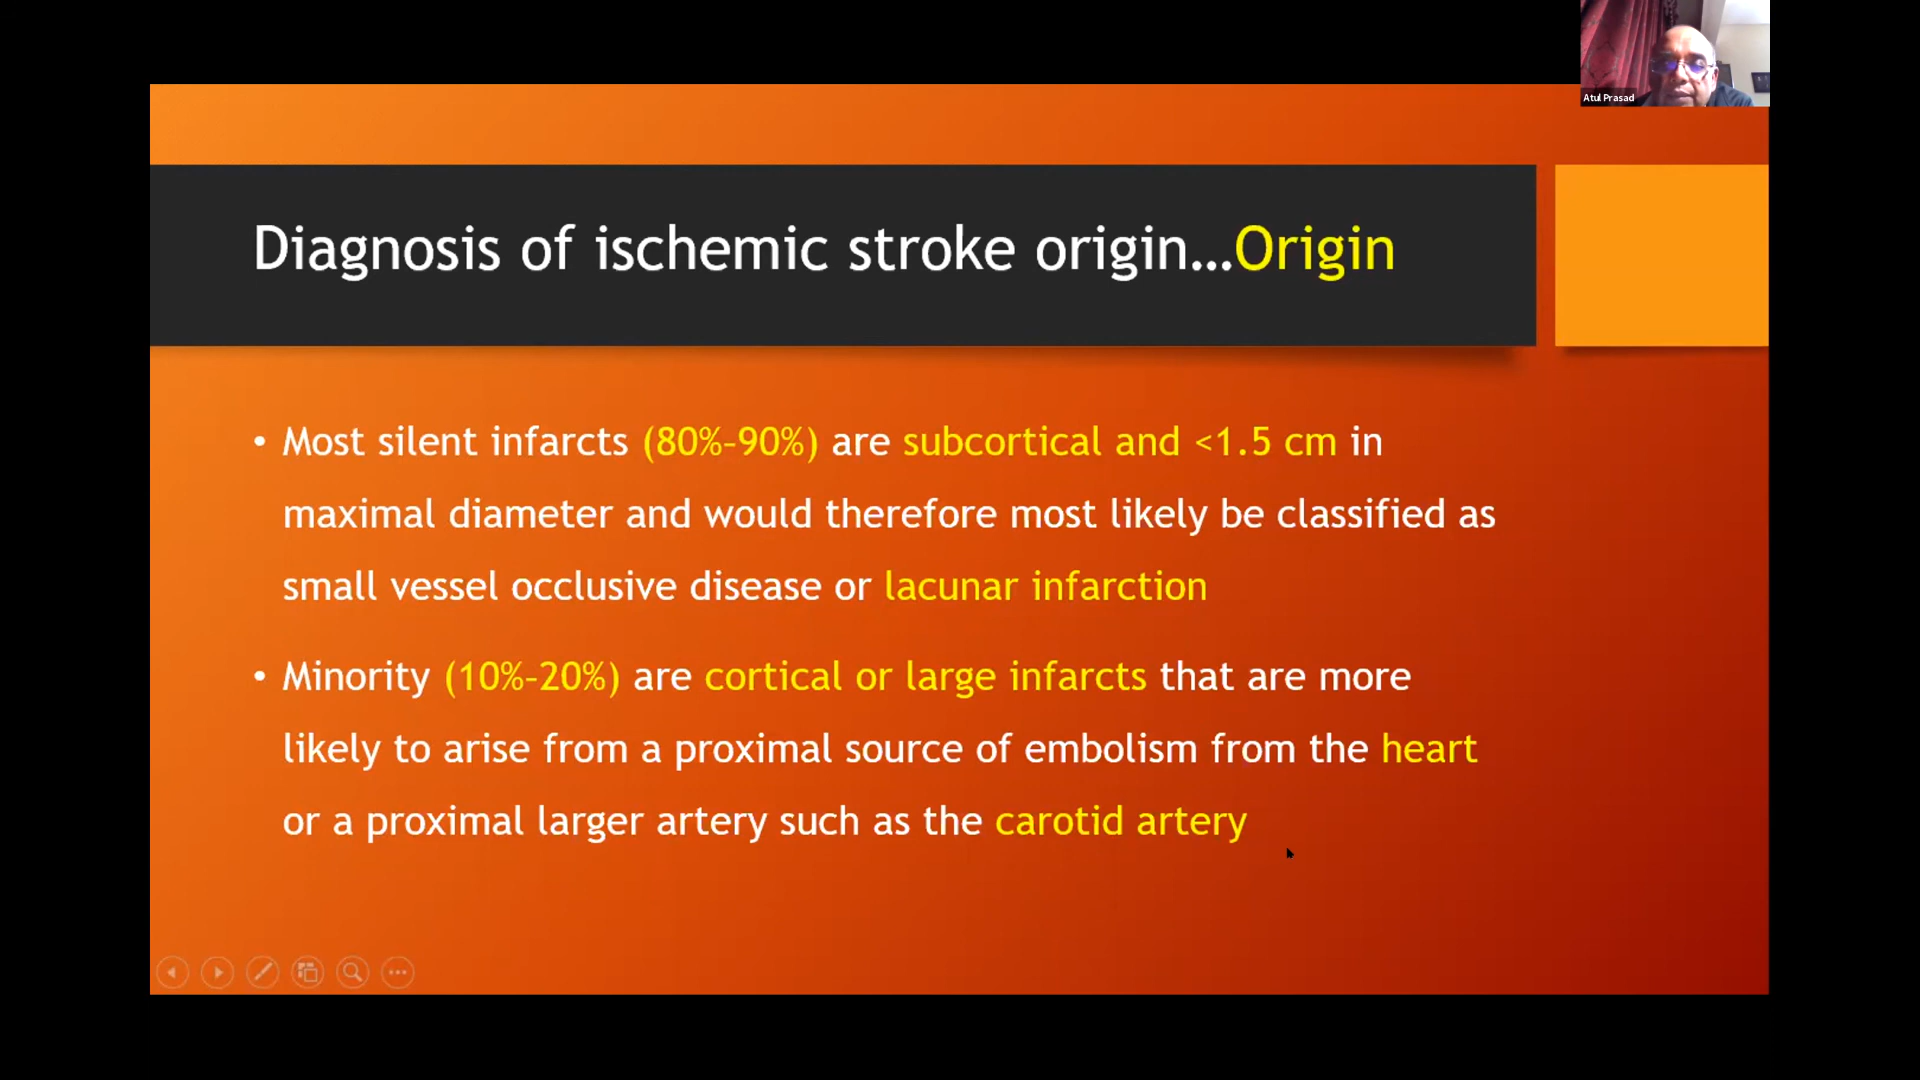 Atul Prasad
Diagnosis of ischemic stroke origin...Origin
• Most silent infarcts (80%-90%) are subcortical and <1.5 cm in
maximal diameter and would therefore most likely be classified as
small vessel occlusive disease or lacunar infarction
• Minority (10%-20%) are cortical or large infarcts that are more
likely to arise from a proximal source of embolism from the heart
or a proximal larger artery such as the carotid artery